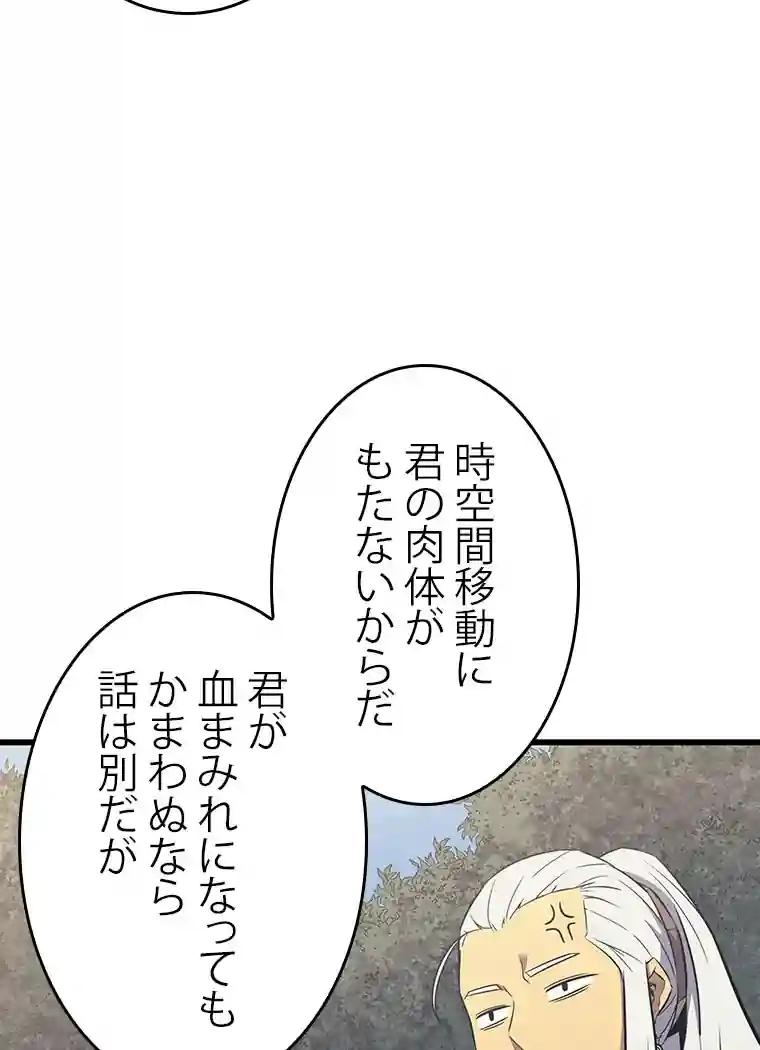 時空間移動に
君の肉体が
もたないからだ
君が
血まみれになっても
かまわぬなら
話は別だが